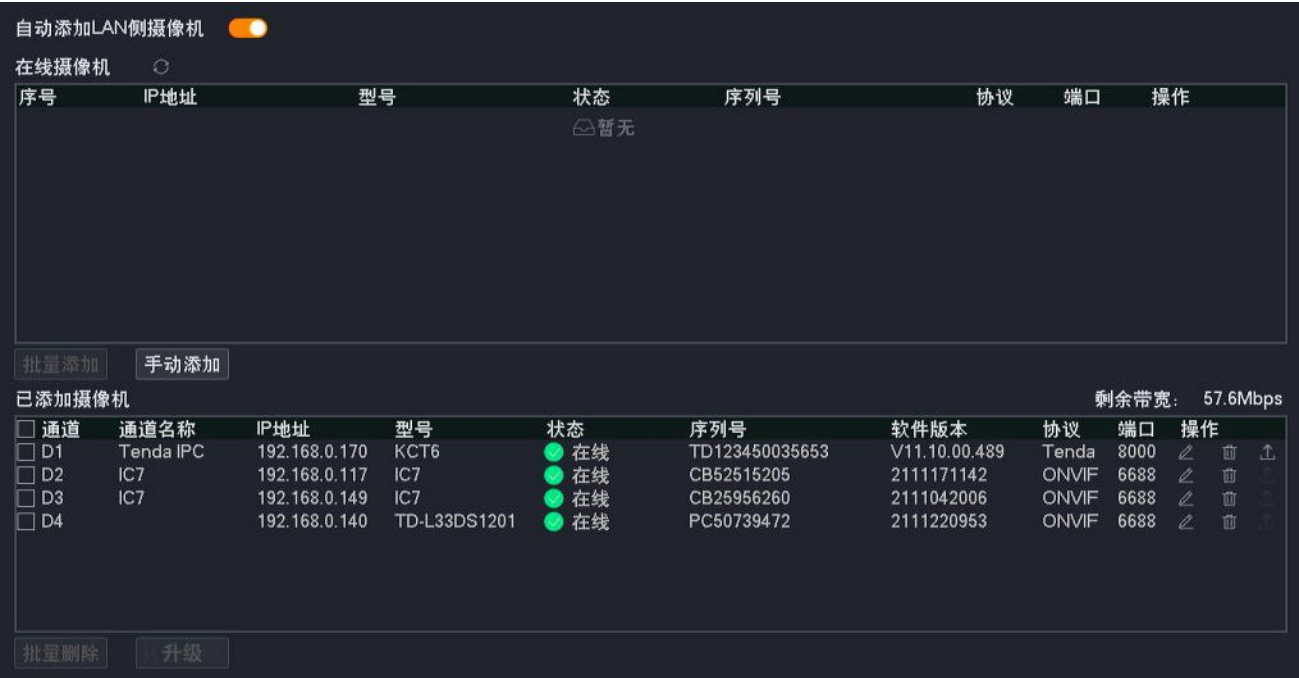 自动添加LAN侧摄像机
在线摄像机
序号 IP地址 型号 状态 序列号 协议 端口 操作
暂无
批量添加 手动添加
已添加摄像机 剩余带宽: 57.6Mbps
通道 通道名称 IP地址 型号 状态 序列号 软件版本 协议 端口 操作
D1 Tenda IPC 192.168.0.170 KCT6 在线 TD123450035653 V11.10.00.489 Tenda 8000
D2 IC7 192.168.0.117 IC7 在线 CB52515205 2111171142 ONVIF 6688
D3 IC7 192.168.0.149 IC7 在线 CB25956260 2111042006 ONVIF 6688
D4 192.168.0.140 TD-L33DS1201 在线 PC50739472 2111220953 ONVIF 6688
批量删除 升级